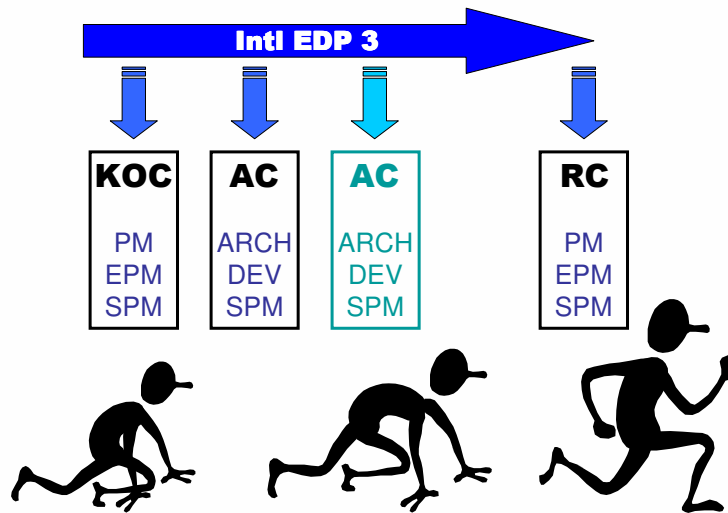 Intl EDP 3
KOC
PM
EPM
SPM
AC
ARCH
DEV
SPM
AC
ARCH
DEV
SPM
RC
PM
EPM
SPM